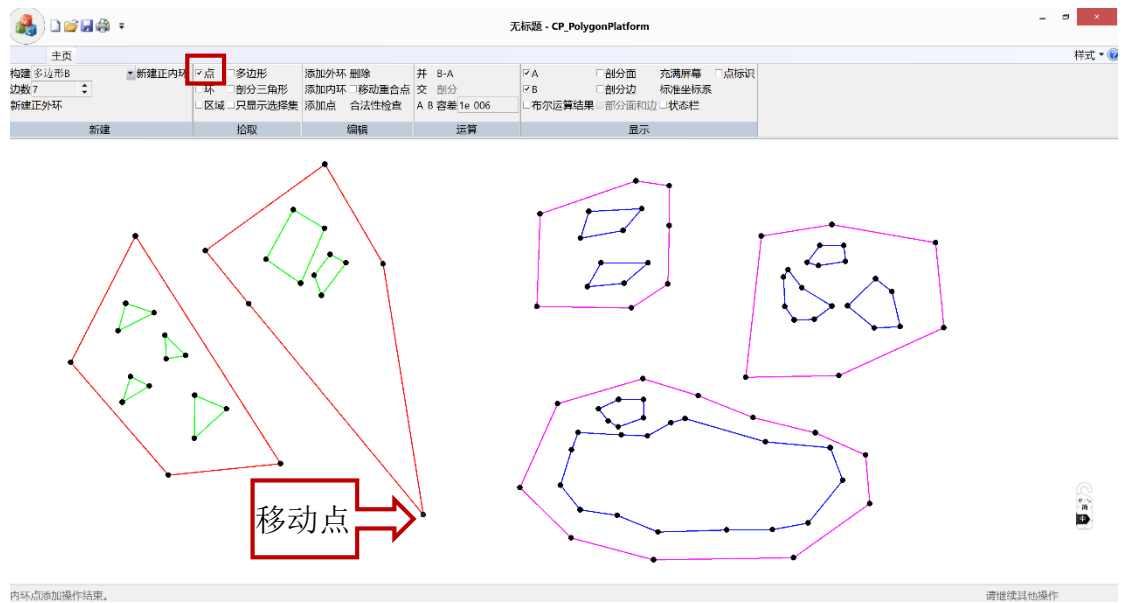 无标题 - CP_PolygonPlatform
主页
样式
构建 多边形B 新建正内环
边数 7
新建正外环
新建
点 多边形
环 剖分三角形
区域 只显示选择集
拾取
添加外环 删除
添加内环 移动重合点
添加点 合法性检查
编辑
并 B-A
交 剖分
A B 容差 1e 006
运算
A 剖分面 充满屏幕 点标识
B 剖分边 标准坐标系
布尔运算结果 部分面和边 状态栏
显示
移动点
内环点添加操作结束。
请继续其他操作